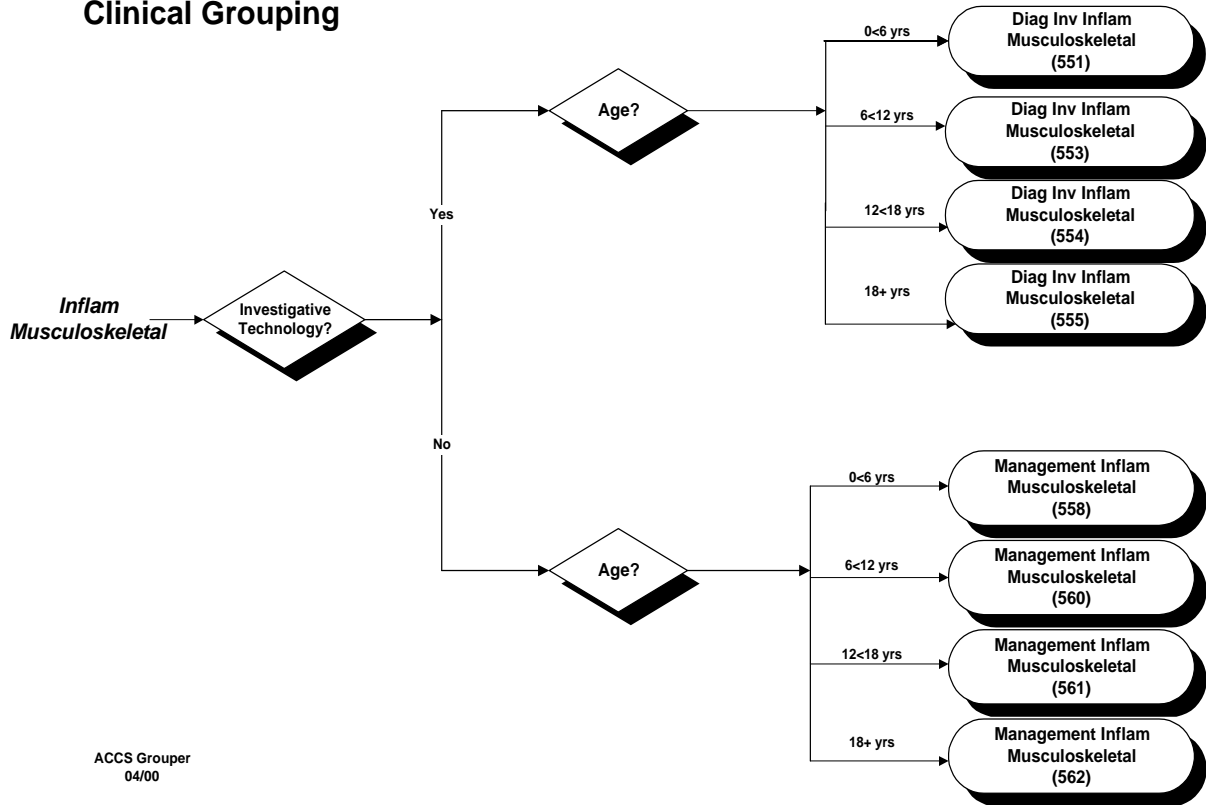 Clinical Grouping
0<6 yrs
Diag Inv Inflam
Musculoskeletal
(551)
Age?
6<12 yrs
Diag Inv Inflam
Musculoskeletal
(553)
Yes
12<18 yrs
Diag Inv Inflam
Musculoskeletal
(554)
18+ yrs
Diag Inv Inflam
Musculoskeletal
(555)
Inflam
Musculoskeletal
Investigative
Technology?
No
0<6 yrs
Management Inflam
Musculoskeletal
(558)
Age?
6<12 yrs
Management Inflam
Musculoskeletal
(560)
12<18 yrs
Management Inflam
Musculoskeletal
(561)
18+ yrs
Management Inflam
Musculoskeletal
(562)
ACCS Grouper
04/00